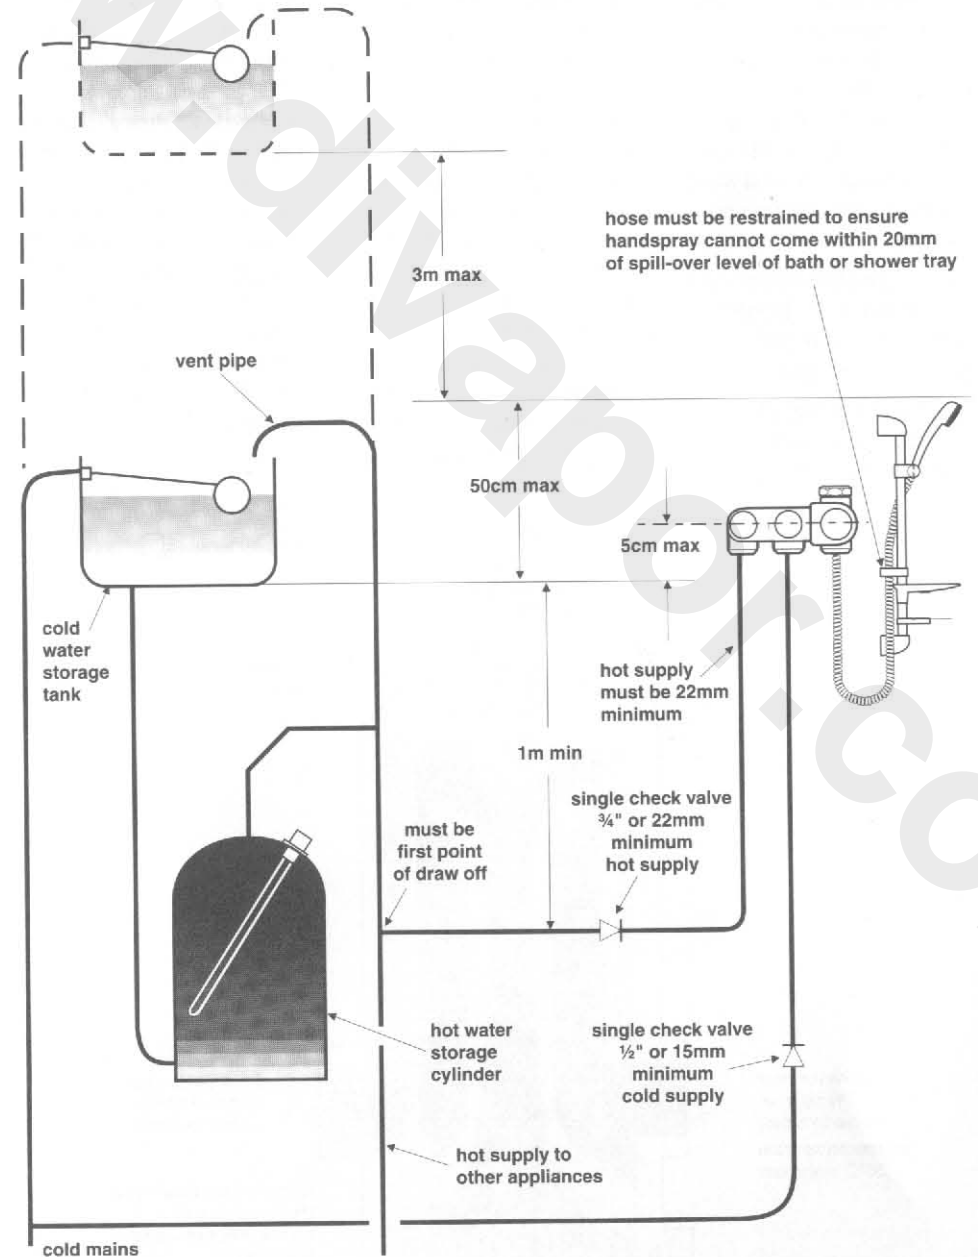 hose must be restrained to ensure
handspray cannot come within 20mm
of spill-over level of bath or shower tray
3m max
vent pipe
50cm max
5cm max
cold
water
storage
tank
hot supply
must be 22mm
minimum
1m min
single check valve
¾" or 22mm
minimum
hot supply
must be
first point
of draw off
hot water
storage
cylinder
single check valve
½" or 15mm
minimum
cold supply
hot supply to
other appliances
cold mains
w.divapor.co